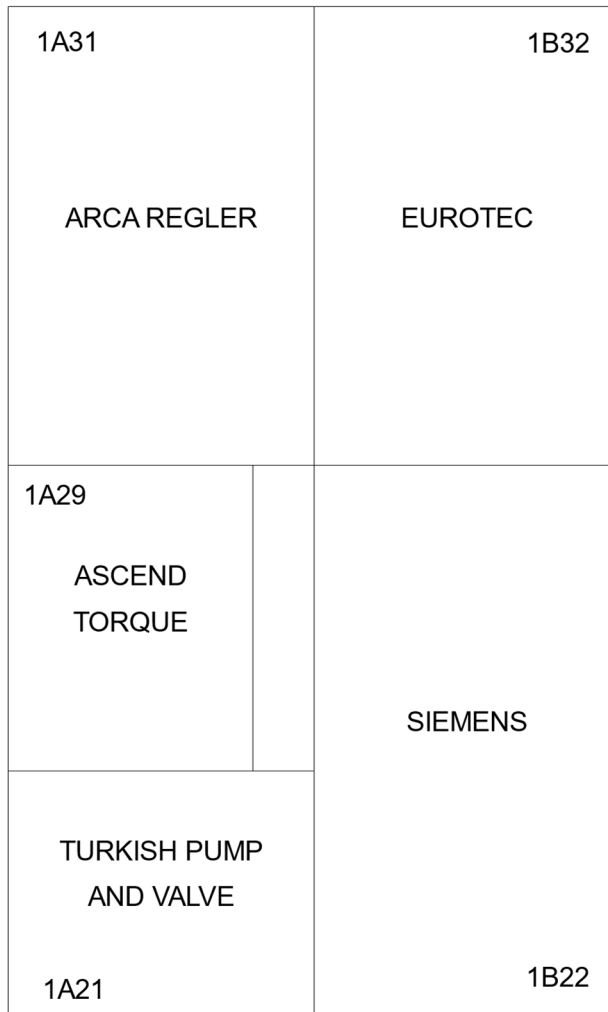 1A31
1B32
ARCA REGLER
EUROTEC
1A29
ASCEND
TORQUE
SIEMENS
TURKISH PUMP
AND VALVE
1A21
1B22